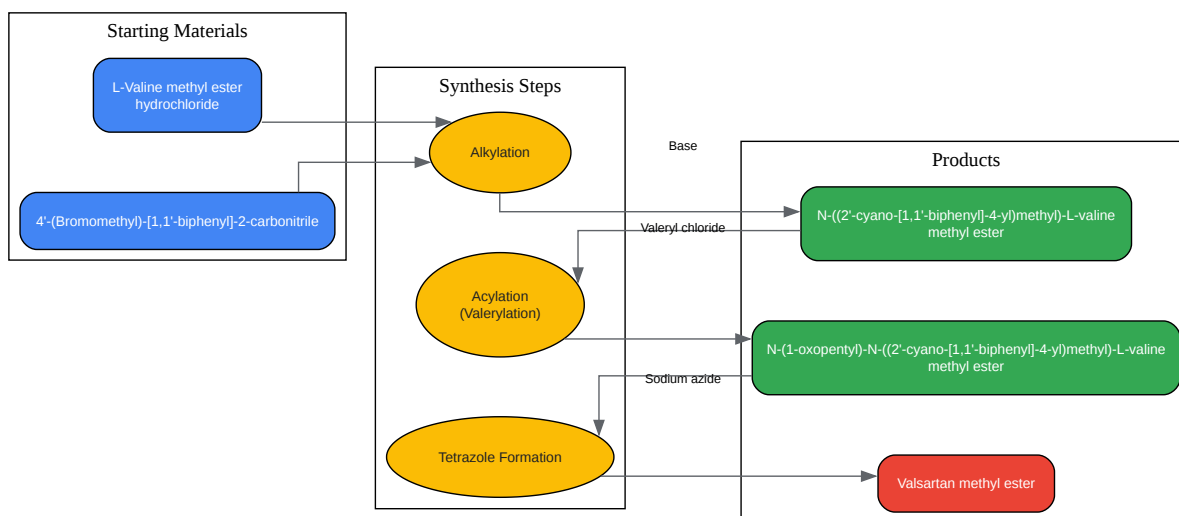 Starting Materials
L-Valine methyl ester
hydrochloride
4'-(Bromomethyl)-[1,1'-biphenyl]-2-carbonitrile
Synthesis Steps
Alkylation
Acylation
(Valerylation)
Tetrazole Formation
Base
Valeryl chloride
Sodium azide
Products
N-((2'-cyano-[1,1'-biphenyl]-4-yl)methyl)-L-valine
methyl ester
N-(1-oxopentyl)-N-((2'-cyano-[1,1'-biphenyl]-4-yl)methyl)-L-valine
methyl ester
Valsartan methyl ester